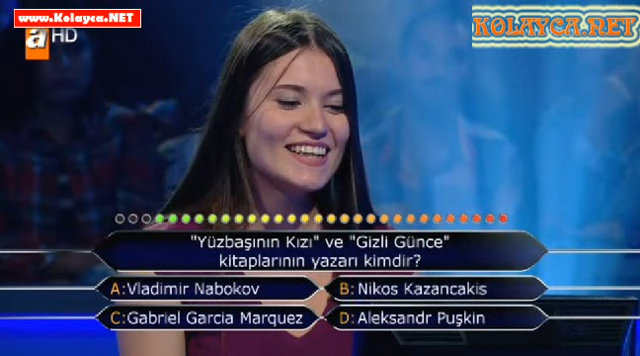 www.Kolayca.NET
KOLAYCA.NET
a HD
"Yüzbaşının Kızı" ve "Gizli Günce"
kitaplarının yazarı kimdir?
A:Vladimir Nabokov
B:Nikos Kazancakis
C:Gabriel Garcia Marquez
D:Aleksandr Puşkin